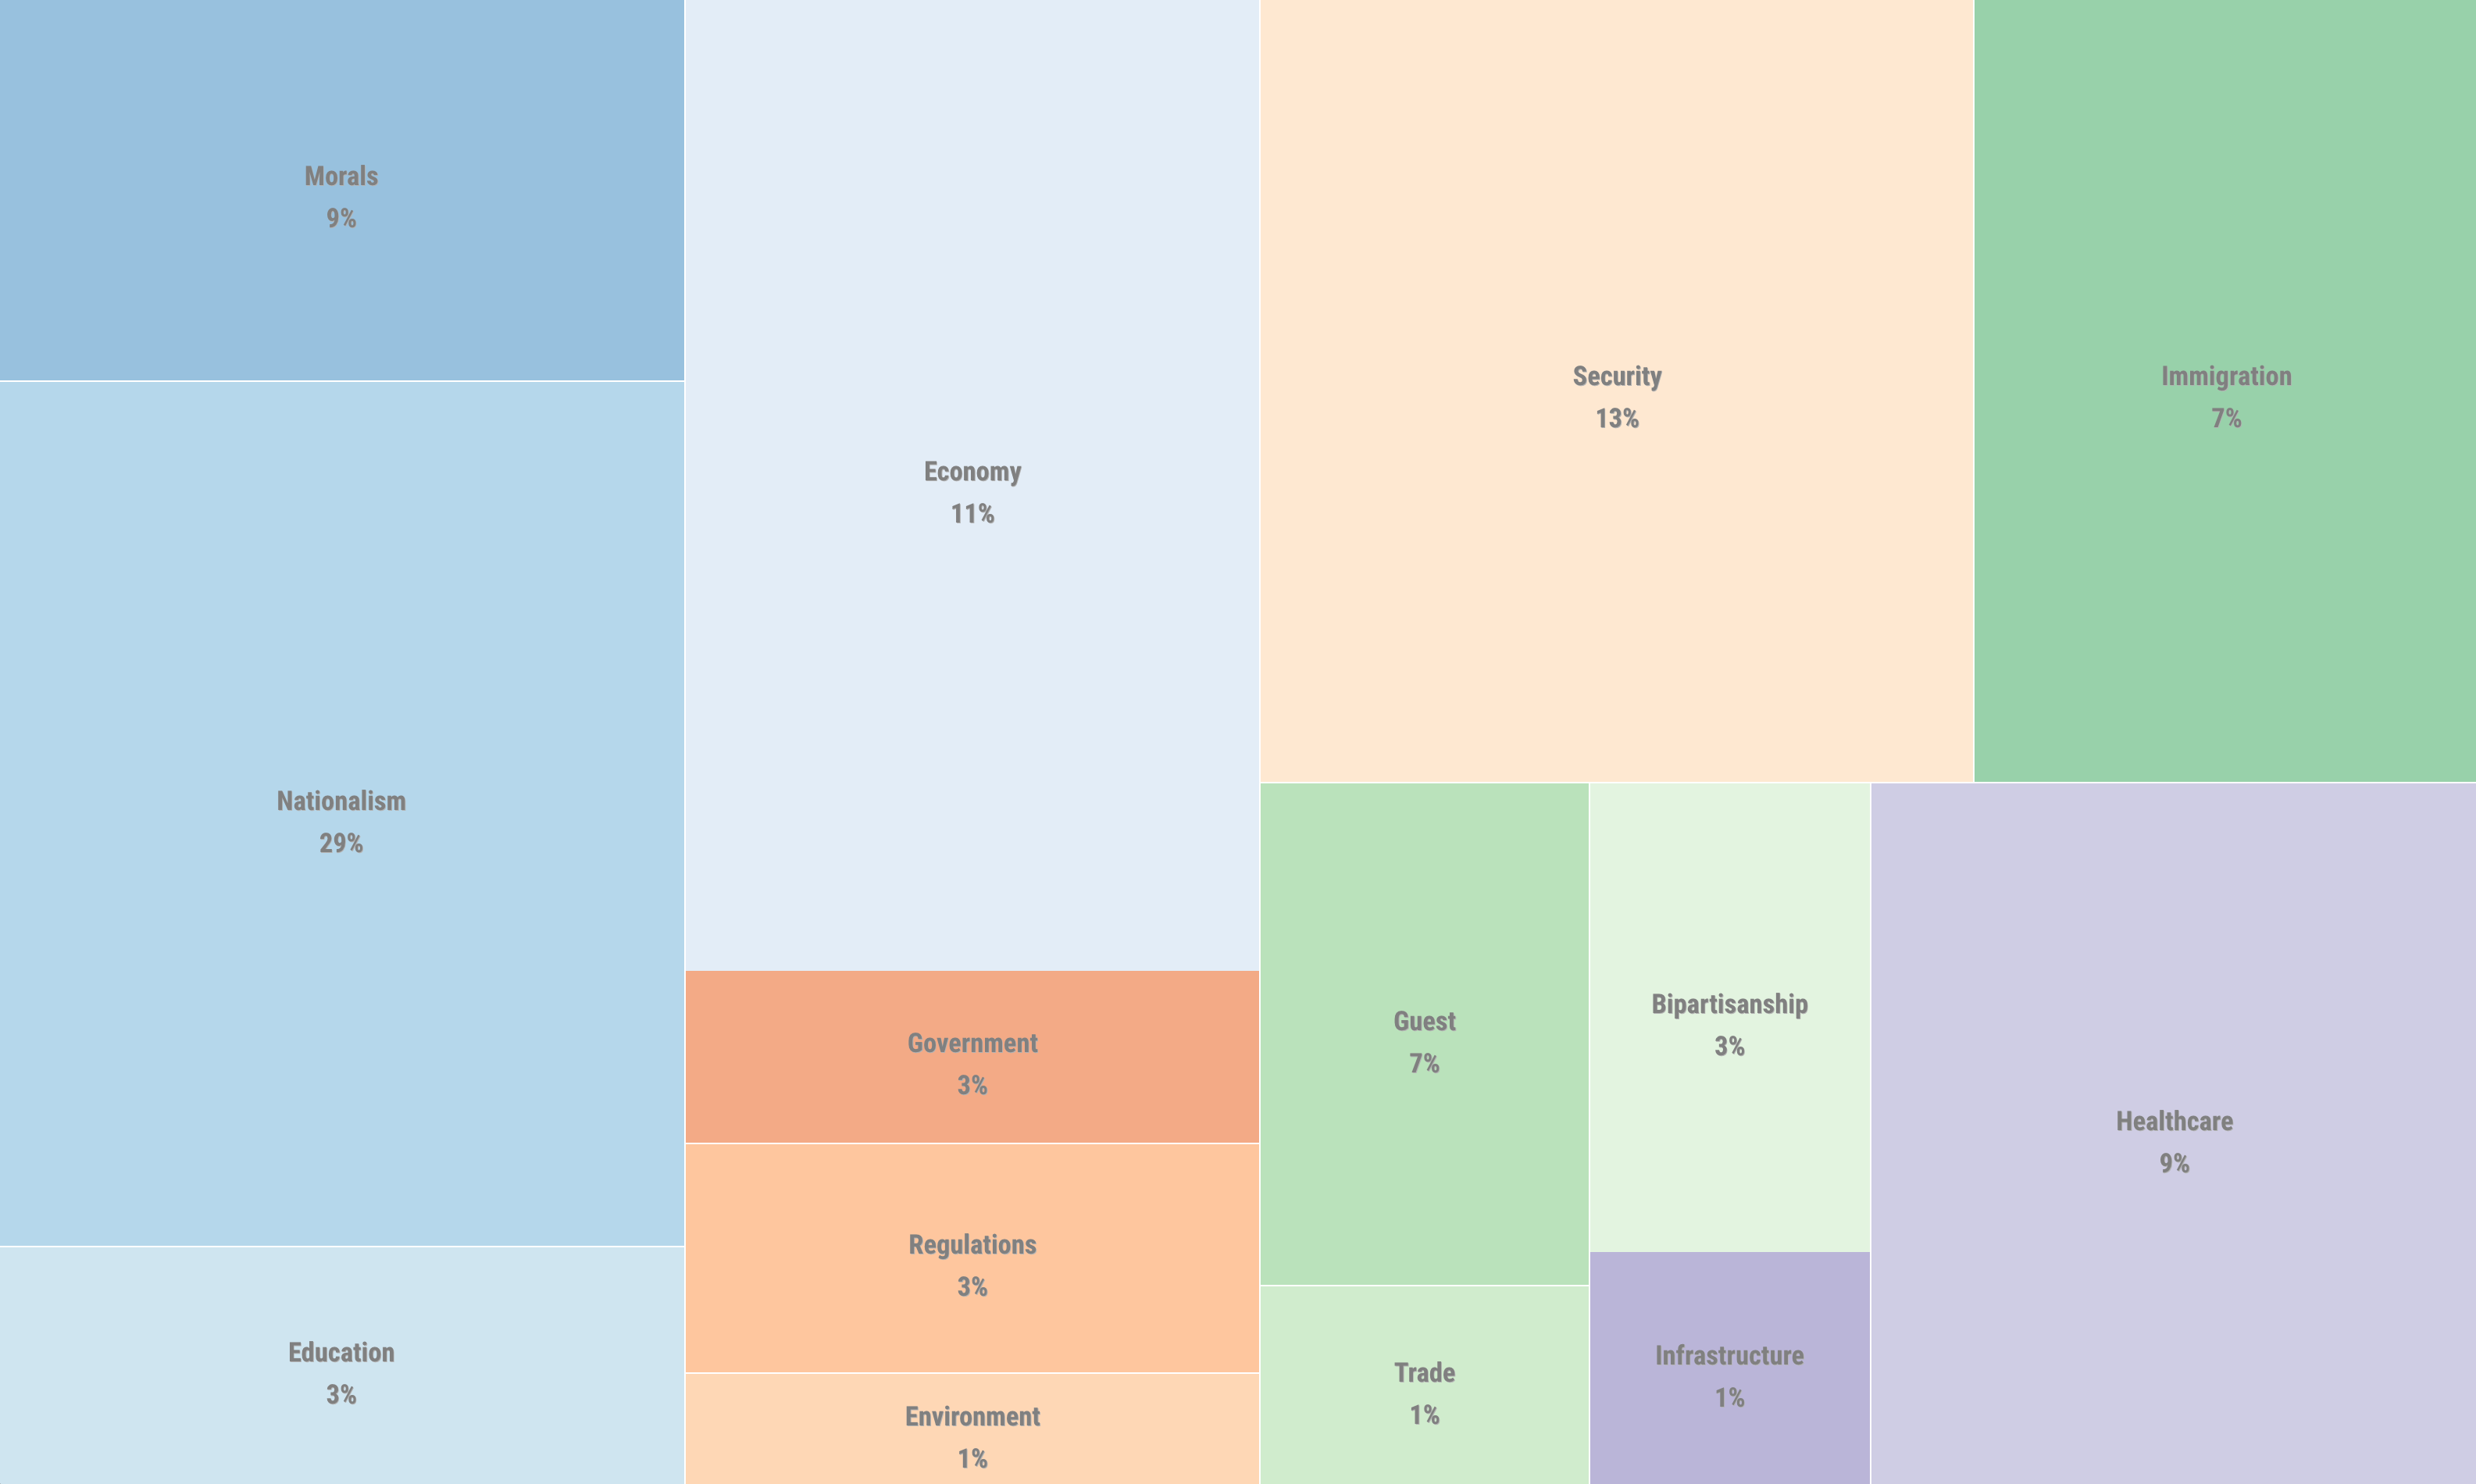 Morals
9%
Nationalism
29%
Education
3%
Economy
11%
Government
3%
Regulations
3%
Environment
1%
Security
13%
Immigration
7%
Guest
7%
Trade
1%
Bipartisanship
3%
Infrastructure
1%
Healthcare
9%